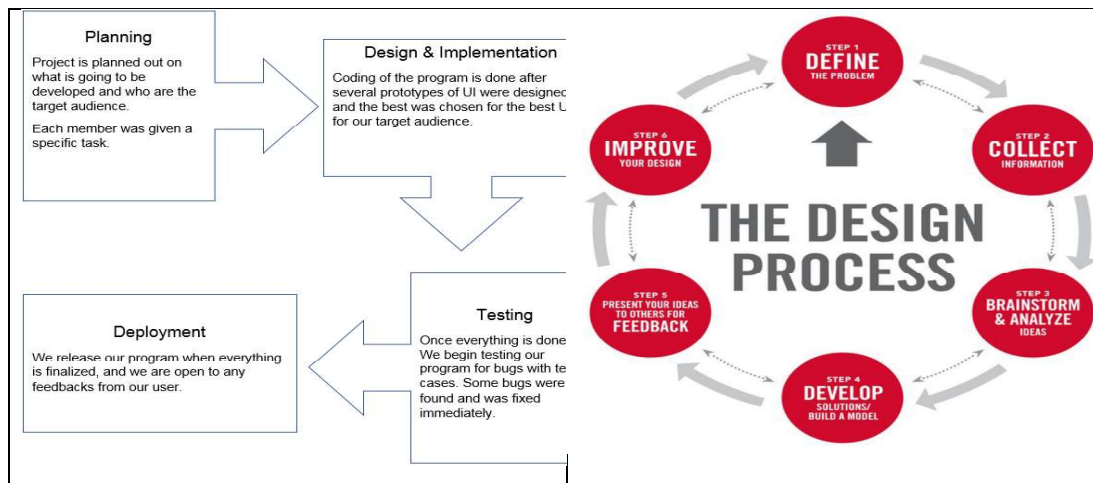 Planning
Project is planned out on
what is going to be
developed and who are the
target audience.
Each member was given a
specific task.
Design & Implementation
Coding of the program is done after
several prototypes of UI were designed
and the best was chosen for the best
for our target audience.
Testing
Once everything is done
We begin testing our
program for bugs with
cases. Some bugs were
found and was fixed
immediately.
Deployment
We release our program when everything
is finalized, and we are open to any
feedbacks from our user.
THE DESIGN
PROCESS
STEP 1
DEFINE
THE PROBLEM
STEP 2
COLLECT
INFORMATION
STEP 3
BRAINSTORM
& ANALYZE
IDEAS
STEP 4
DEVELOP
SOLUTIONS/
BUILD A MODEL
STEP 5
PRESENT YOUR IDEAS
TO OTHERS FOR
FEEDBACK
STEP 6
IMPROVE
YOUR DESIGN